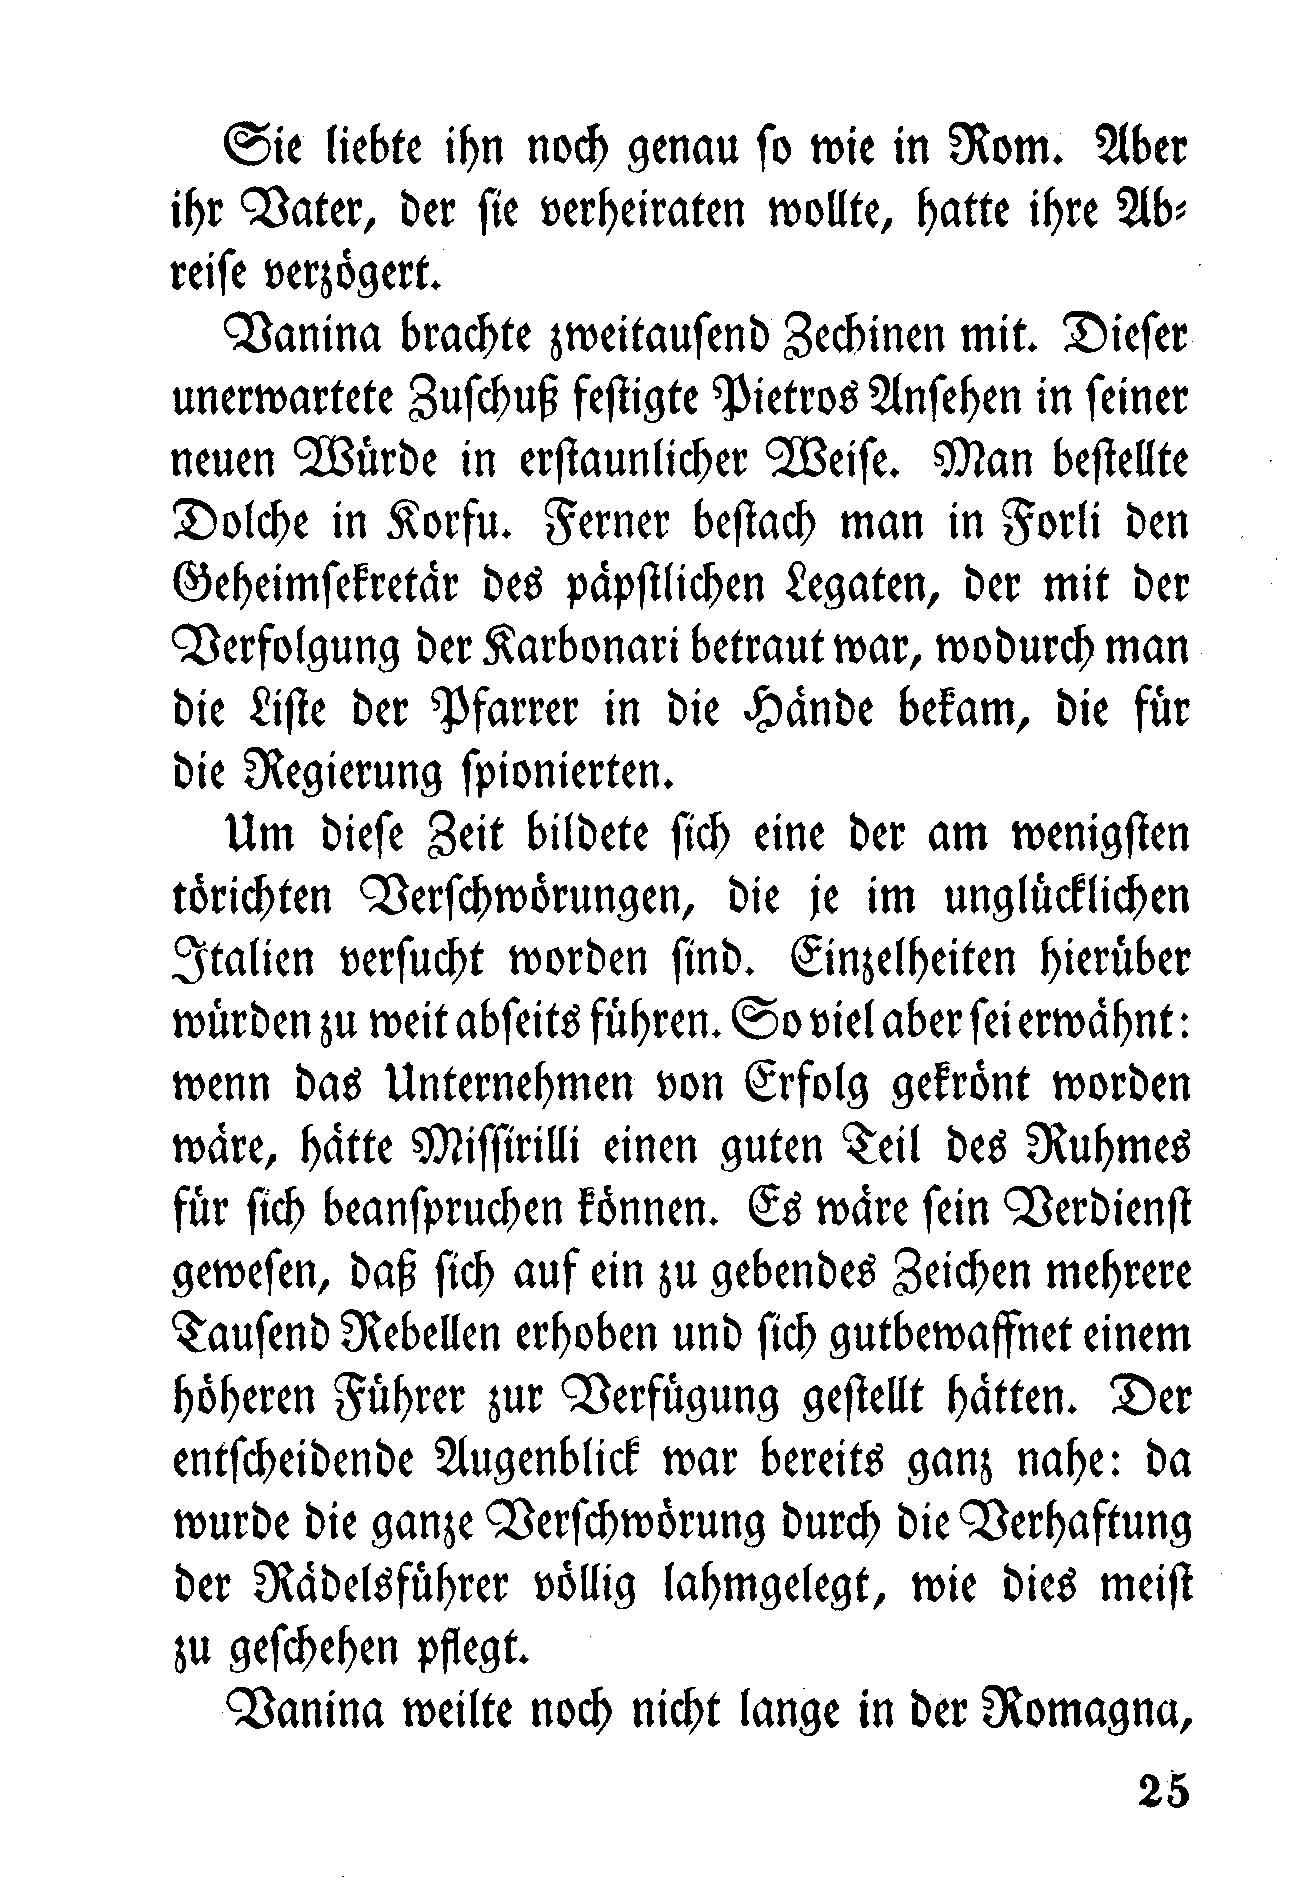 Sie liebte ihn noch genau so wie in Rom. Aber
ihr Vater, der sie verheiraten wollte, hatte ihre Ab-
reise verzögert.
Vanina brachte zweitausend Zechinen mit. Dieser
unerwartete Zuschuß festigte Pietros Ansehen in seiner
neuen Würde in erstaunlicher Weise. Man bestellte
Dolche in Korfu. Ferner bestach man in Forli den
Geheimsekretär des päpstlichen Legaten, der mit der
Verfolgung der Karbonari betraut war, wodurch man
die Liste der Pfarrer in die Hände bekam, die für
die Regierung spionierten.
Um diese Zeit bildete sich eine der am wenigsten
törichten Verschwörungen, die je im unglücklichen
Italien versucht worden sind. Einzelheiten hierüber
würden zu weit abseits führen. So viel aber sei erwähnt:
wenn das Unternehmen von Erfolg gekrönt worden
wäre, hätte Missirilli einen guten Teil des Ruhmes
für sich beanspruchen können. Es wäre sein Verdienst
gewesen, daß sich auf ein zu gebendes Zeichen mehrere
Tausend Rebellen erhoben und sich gutbewaffnet einem
höheren Führer zur Verfügung gestellt hätten. Der
entscheidende Augenblick war bereits ganz nahe: da
wurde die ganze Verschwörung durch die Verhaftung
der Rädelsführer völlig lahmgelegt, wie dies meist
zu geschehen pflegt.
Vanina weilte noch nicht lange in der Romagna,
25